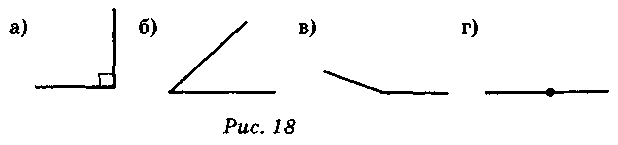 а) б) в) г)
Рис. 18